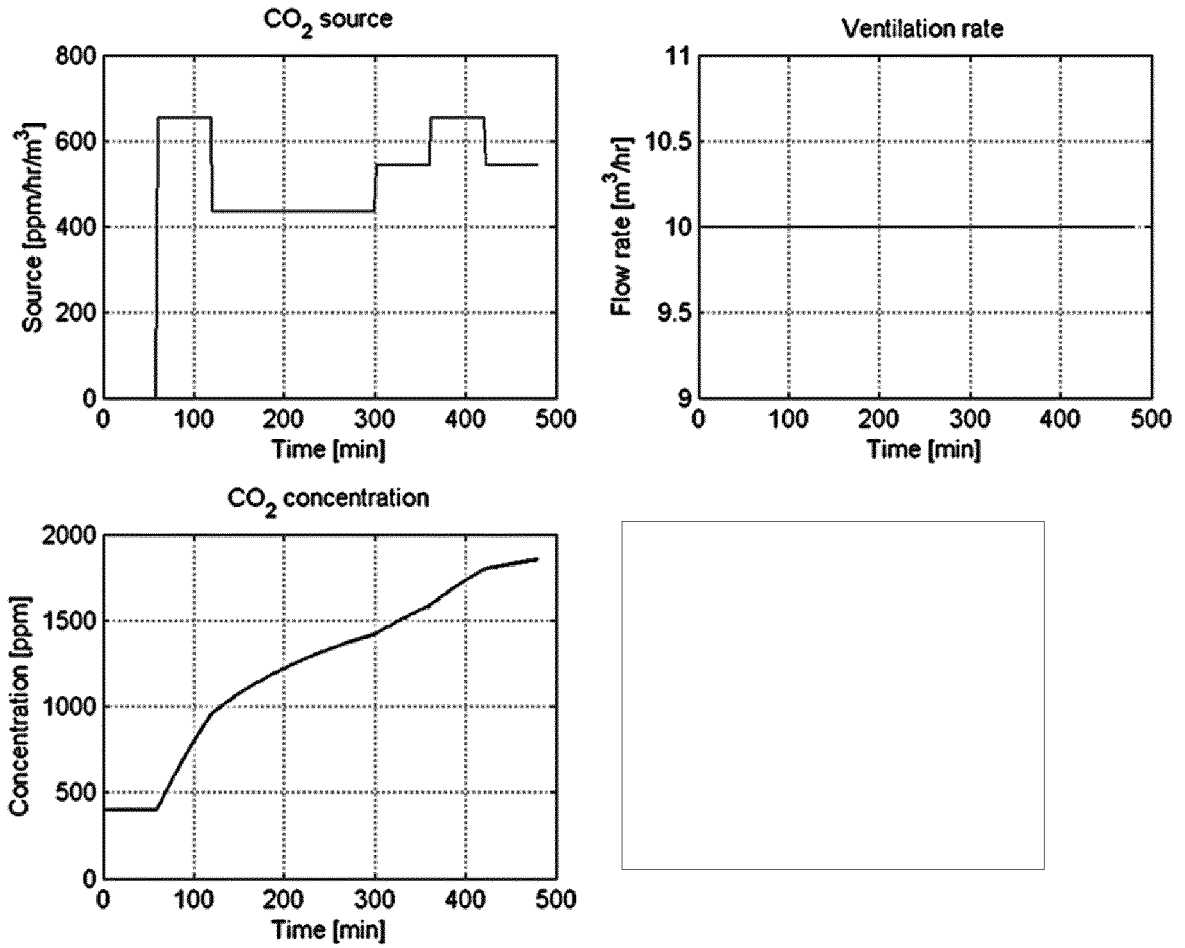 CO2 source
800
600
400
200
0
Source [ppm/hr/m3]
0 100 200 300 400 500
Time [min]
Ventilation rate
11
10.5
10
9.5
9
Flow rate [m3/hr]
0 100 200 300 400 500
Time [min]
CO2 concentration
2000
1500
1000
500
0
Concentration [ppm]
0 100 200 300 400 500
Time [min]